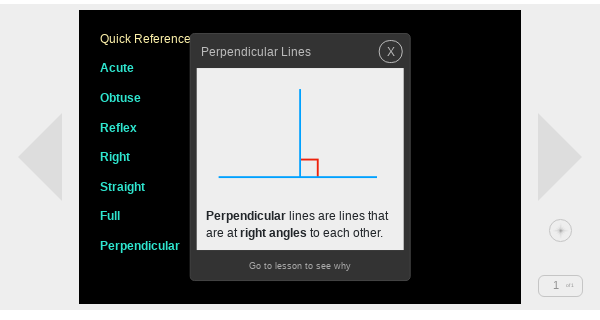 Quick Reference
Acute
Obtuse
Reflex
Right
Straight
Full
Perpendicular
Perpendicular Lines
X
Perpendicular lines are lines that
are at right angles to each other.
Go to lesson to see why
1